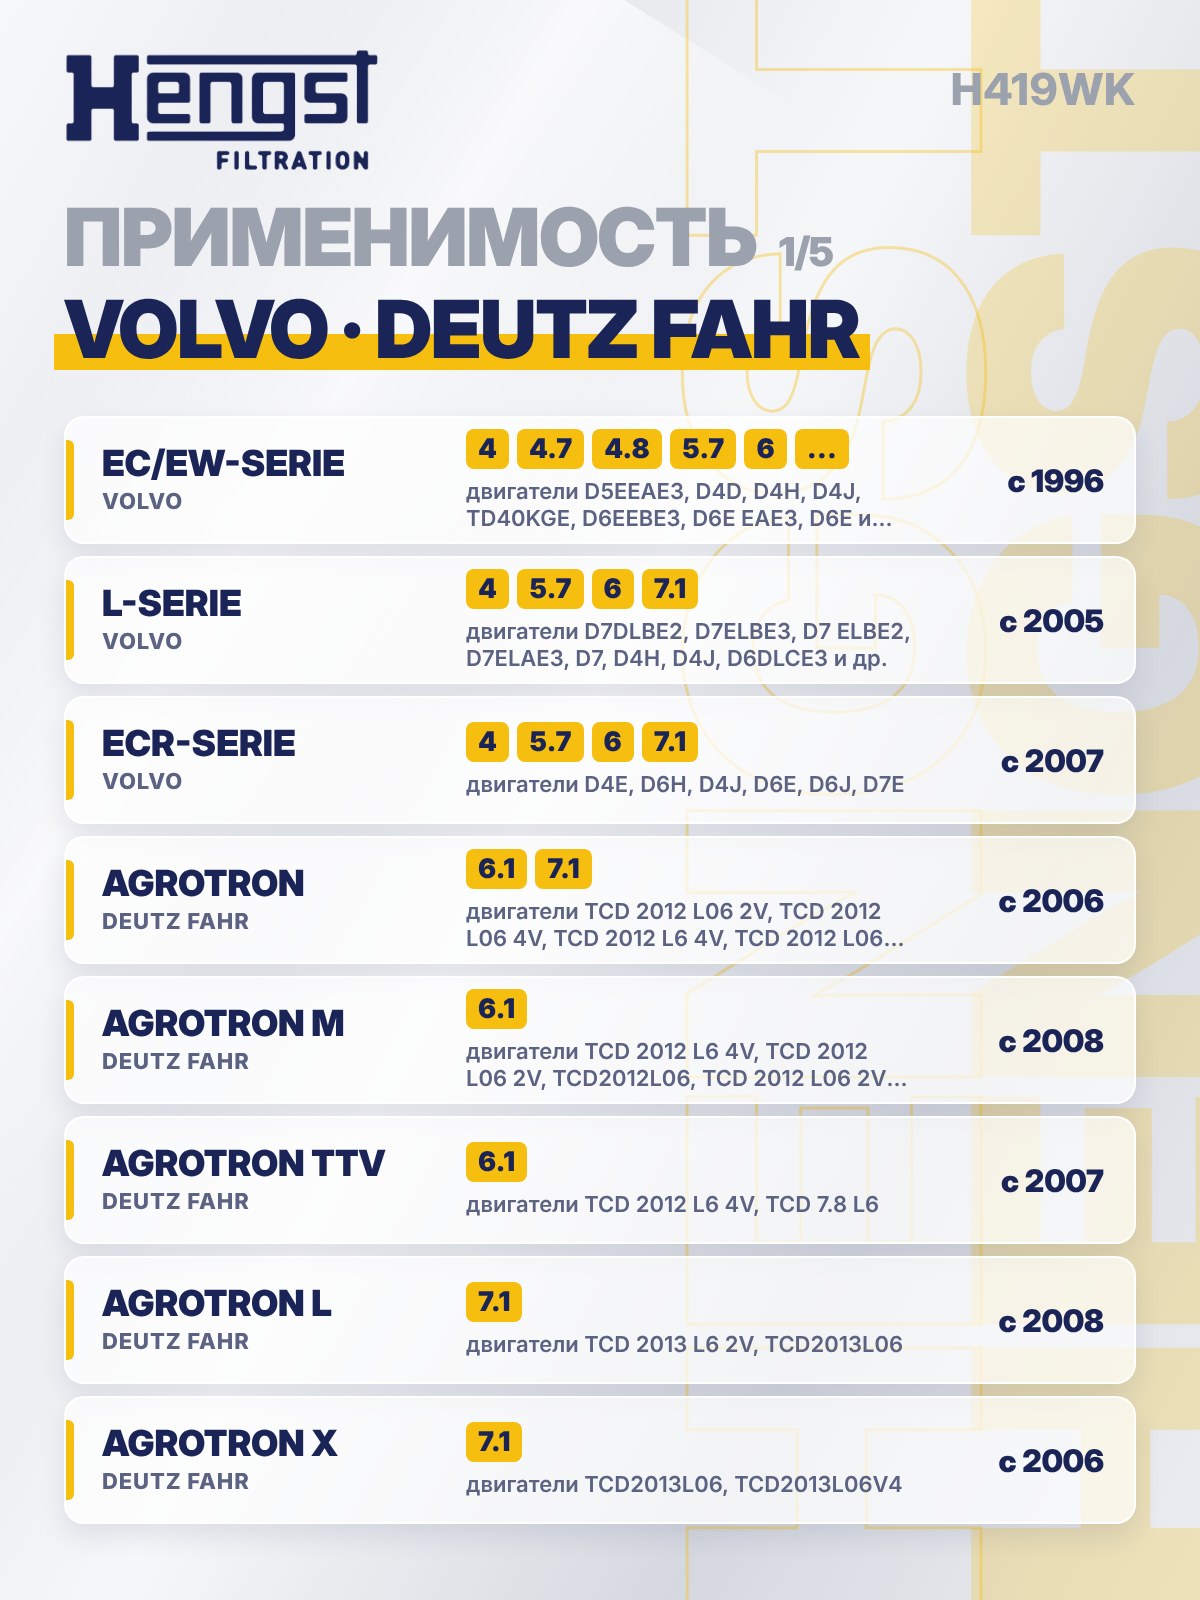 Hengst
FILTRATION
H419WK
ПРИМЕНИМОСТЬ 1/5
VOLVO · DEUTZ FAHR
EC/EW-SERIE
VOLVO
4 4.7 4.8 5.7 6 ...
двигатели D5EEAE3, D4D, D4H, D4J,
TD40KGE, D6EEBE3, D6E EAE3, D6E и...
с 1996
L-SERIE
VOLVO
4 5.7 6 7.1
двигатели D7DLBE2, D7ELBE3, D7 ELBE2,
D7ELAE3, D7, D4H, D4J, D6DLCE3 и др.
с 2005
ECR-SERIE
VOLVO
4 5.7 6 7.1
двигатели D4E, D6H, D4J, D6E, D6J, D7E
с 2007
AGROTRON
DEUTZ FAHR
6.1 7.1
двигатели TCD 2012 L06 2V, TCD 2012
L06 4V, TCD 2012 L6 4V, TCD 2012 L06...
с 2006
AGROTRON M
DEUTZ FAHR
6.1
двигатели TCD 2012 L6 4V, TCD 2012
L06 2V, TCD2012L06, TCD 2012 L06 2V...
с 2008
AGROTRON TTV
DEUTZ FAHR
6.1
двигатели TCD 2012 L6 4V, TCD 7.8 L6
с 2007
AGROTRON L
DEUTZ FAHR
7.1
двигатели TCD 2013 L6 2V, TCD2013L06
с 2008
AGROTRON X
DEUTZ FAHR
7.1
двигатели TCD2013L06, TCD2013L06V4
с 2006
HENGST